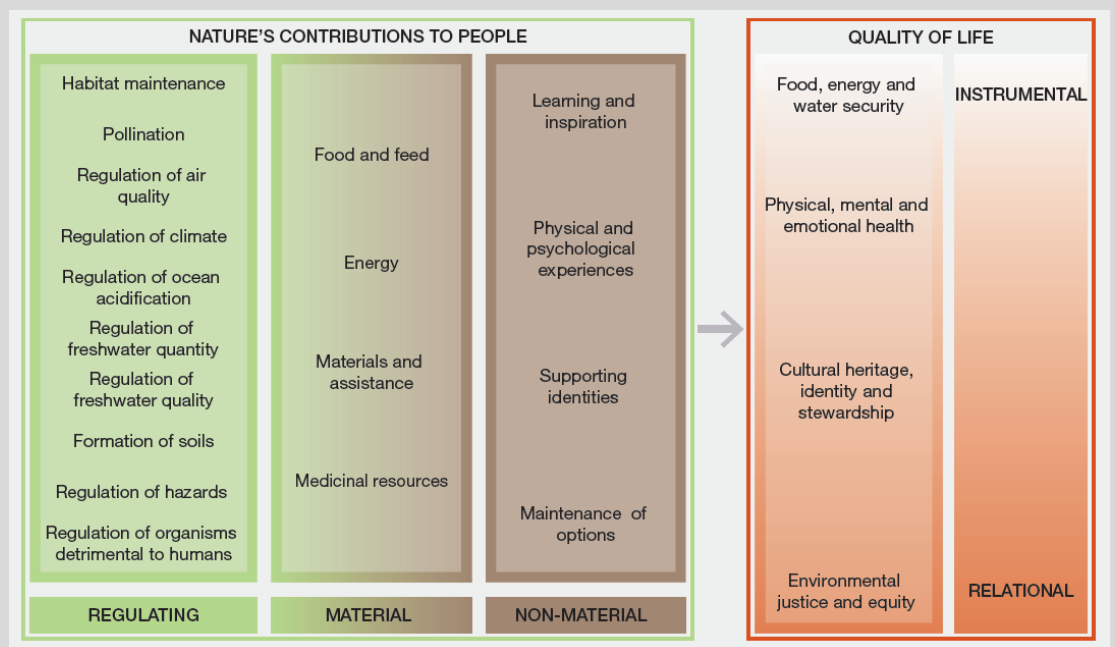 NATURE'S CONTRIBUTIONS TO PEOPLE
Habitat maintenance
Pollination
Regulation of air
quality
Regulation of climate
Regulation of ocean
acidification
Regulation of
freshwater quantity
Regulation of
freshwater quality
Formation of soils
Regulation of hazards
Regulation of organisms
detrimental to humans
REGULATING
Food and feed
Energy
Materials and
assistance
Medicinal resources
MATERIAL
Learning and
inspiration
Physical and
psychological
experiences
Supporting
identities
Maintenance of
options
NON-MATERIAL
QUALITY OF LIFE
Food, energy and
water security
Physical, mental and
emotional health
Cultural heritage,
identity and
stewardship
Environmental
justice and equity
INSTRUMENTAL
RELATIONAL